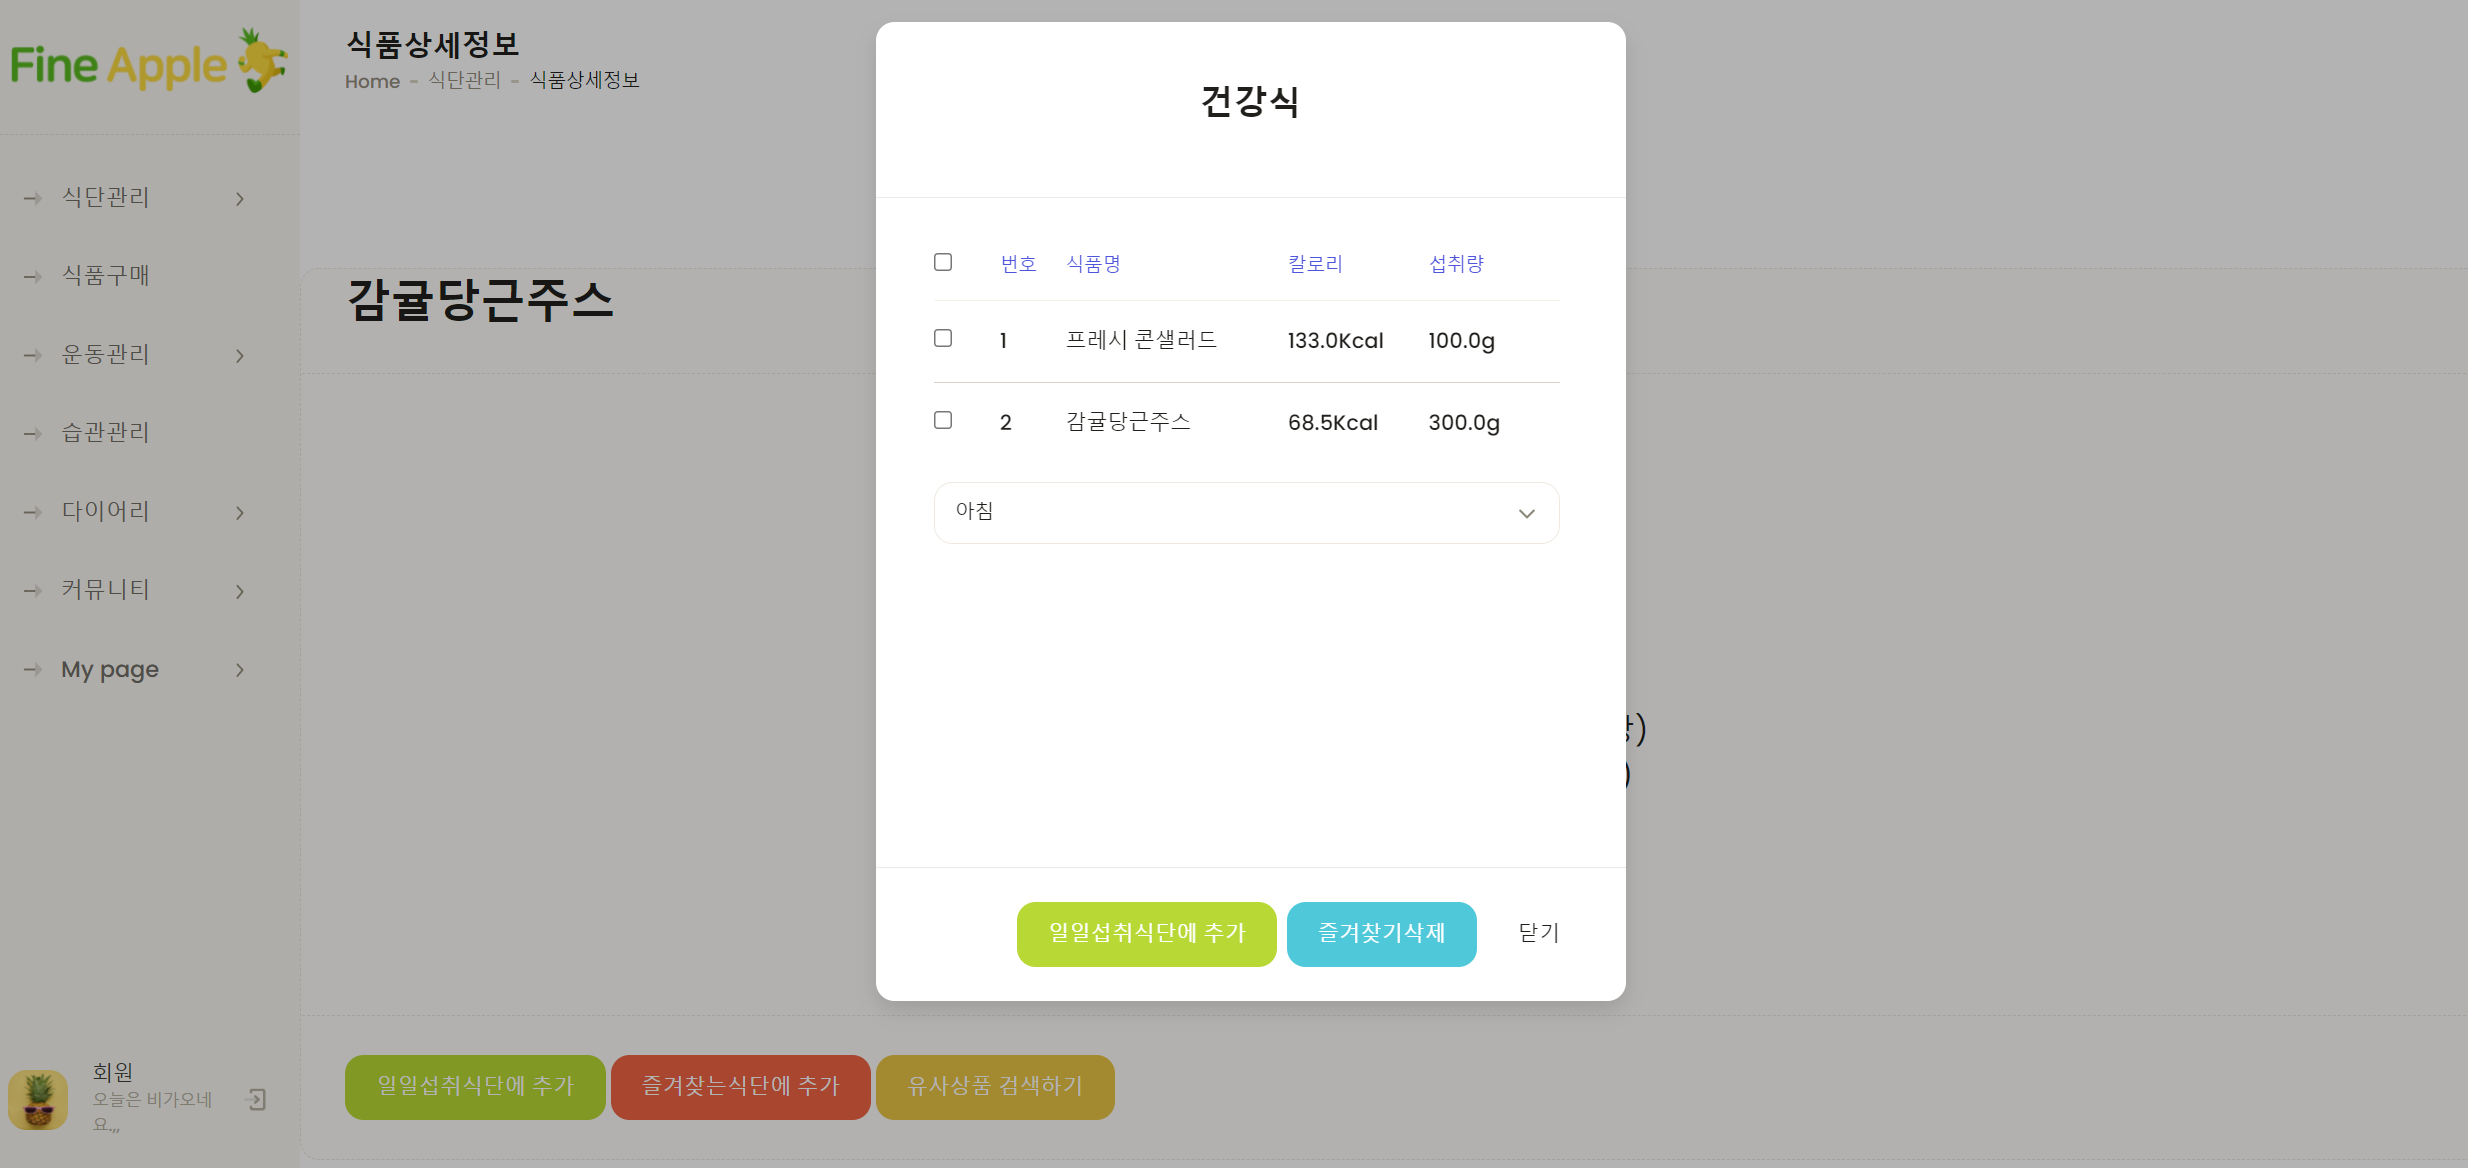 Fine Apple
식단관리
식품구매
운동관리
습관관리
다이어리
커뮤니티
My page
회원
오늘은 비가오네
요.,,,
식품상세정보
Home - 식단관리 - 식품상세정보
감귤당근주스
건강식
번호 식품명 칼로리 섭취량
1 프레시 콘샐러드 133.0Kcal 100.0g
2 감귤당근주스 68.5Kcal 300.0g
아침
일일섭취식단에 추가 즐겨찾기삭제 닫기
일일섭취식단에 추가 즐겨찾는식단에 추가 유사상품 검색하기